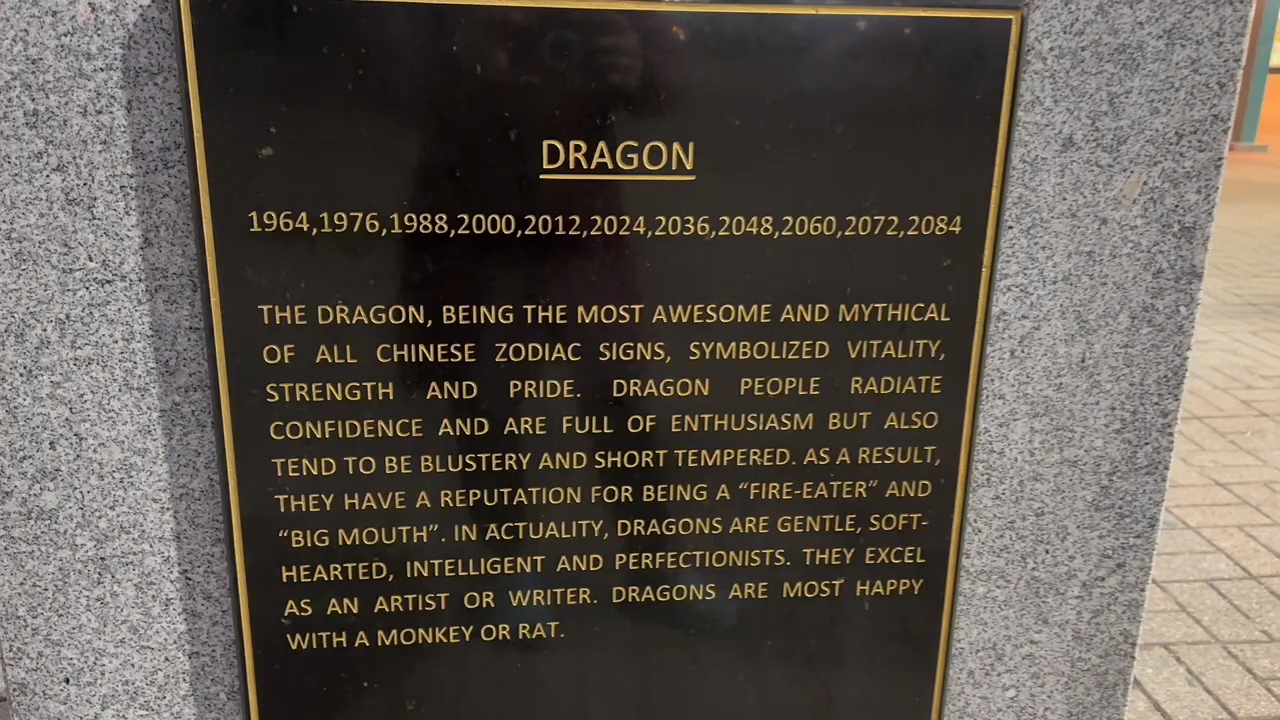 DRAGON
1964,1976,1988,2000,2012,2024,2036,2048,2060,2072,2084
THE DRAGON, BEING THE MOST AWESOME AND MYTHICAL
OF ALL CHINESE ZODIAC SIGNS, SYMBOLIZED VITALITY,
STRENGTH AND PRIDE. DRAGON PEOPLE RADIATE
CONFIDENCE AND ARE FULL OF ENTHUSIASM BUT ALSO
TEND TO BE BLUSTERY AND SHORT TEMPERED. AS A RESULT,
THEY HAVE A REPUTATION FOR BEING A “FIRE-EATER” AND
“BIG MOUTH”. IN ACTUALITY, DRAGONS ARE GENTLE, SOFT-
HEARTED, INTELLIGENT AND PERFECTIONISTS. THEY EXCEL
AS AN ARTIST OR WRITER. DRAGONS ARE MOST HAPPY
WITH A MONKEY OR RAT.